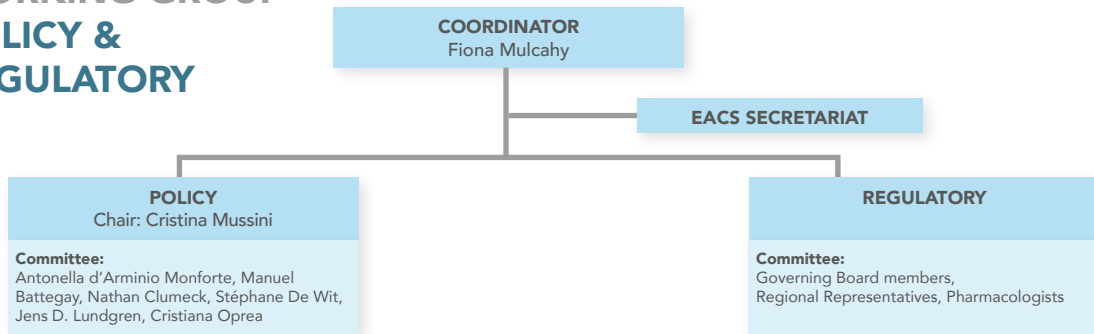 LICY &
GULATORY
COORDINATOR
Fiona Mulcahy
EACS SECRETARIAT
POLICY
Chair: Cristina Mussini
Committee:
Antonella d'Arminio Monforte, Manuel
Battegay, Nathan Clumeck, Stéphane De Wit,
Jens D. Lundgren, Cristiana Oprea
REGULATORY
Committee:
Governing Board members,
Regional Representatives, Pharmacologists